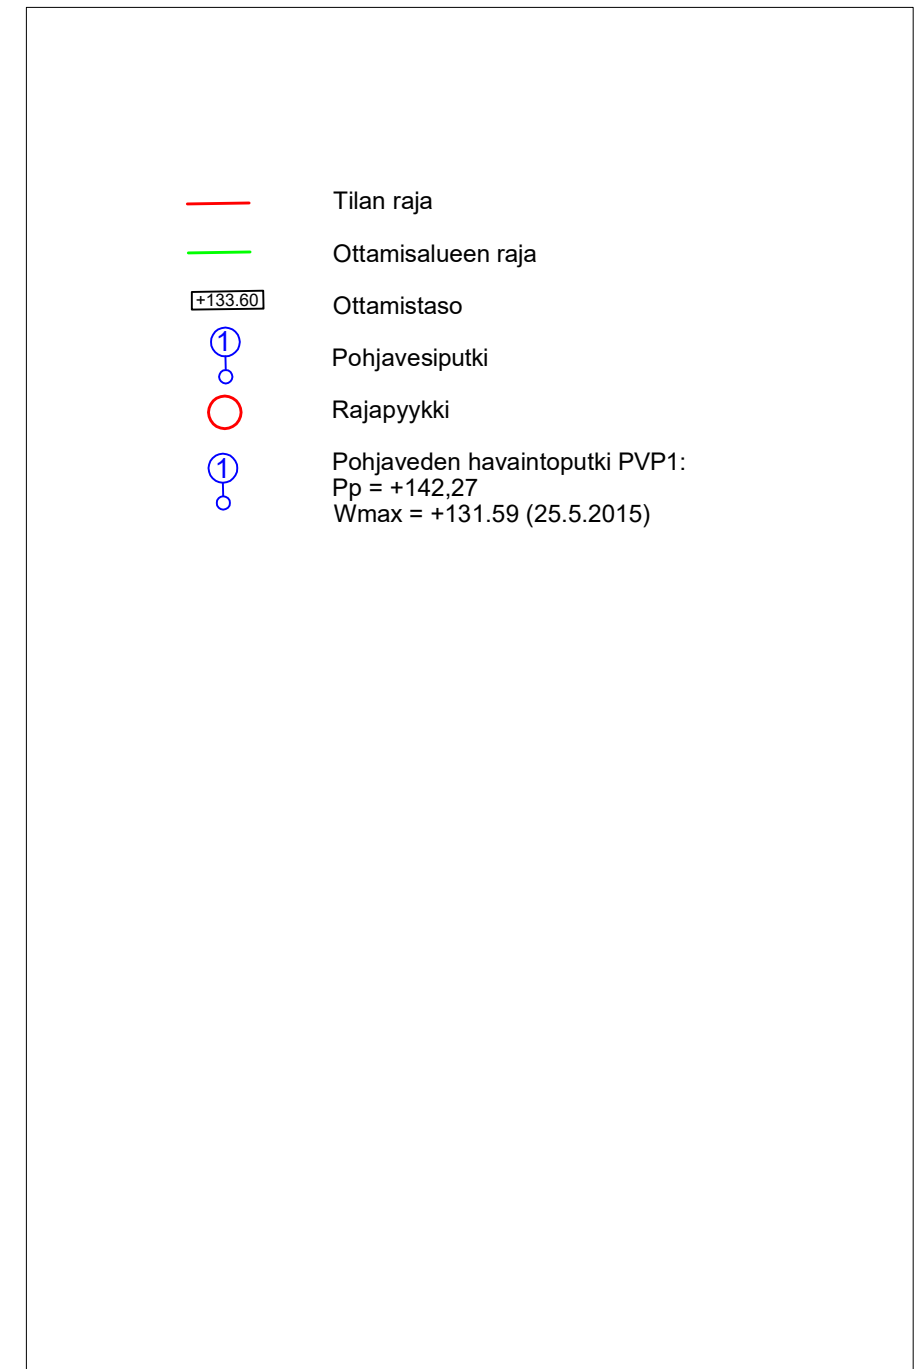 Tilan raja
Ottamisalueen raja
+133.60 Ottamistaso
1 Pohjavesiputki
Rajapyykki
1 Pohjaveden havaintoputki PVP1:
Pp = +142,27
Wmax = +131.59 (25.5.2015)